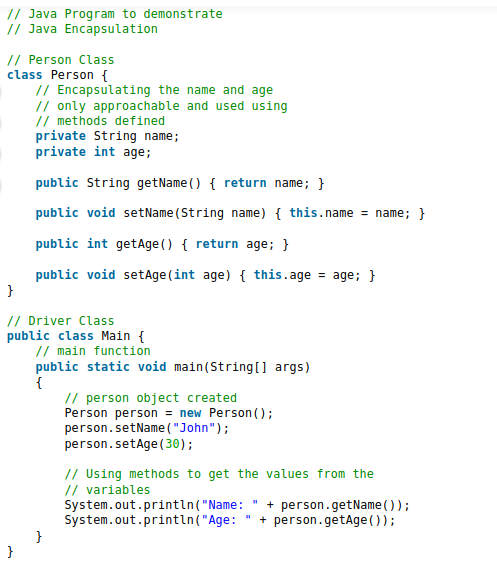 // Java Program to demonstrate
// Java Encapsulation

// Person Class
class Person {
    // Encapsulating the name and age
    // only approachable and used using
    // methods defined
    private String name;
    private int age;

    public String getName() { return name; }

    public void setName(String name) { this.name = name; }

    public int getAge() { return age; }

    public void setAge(int age) { this.age = age; }
}

// Driver Class
public class Main {
    // main function
    public static void main(String[] args)
    {
        // person object created
        Person person = new Person();
        person.setName("John");
        person.setAge(30);

        // Using methods to get the values from the
        // variables
        System.out.println("Name: " + person.getName());
        System.out.println("Age: " + person.getAge());
    }
}